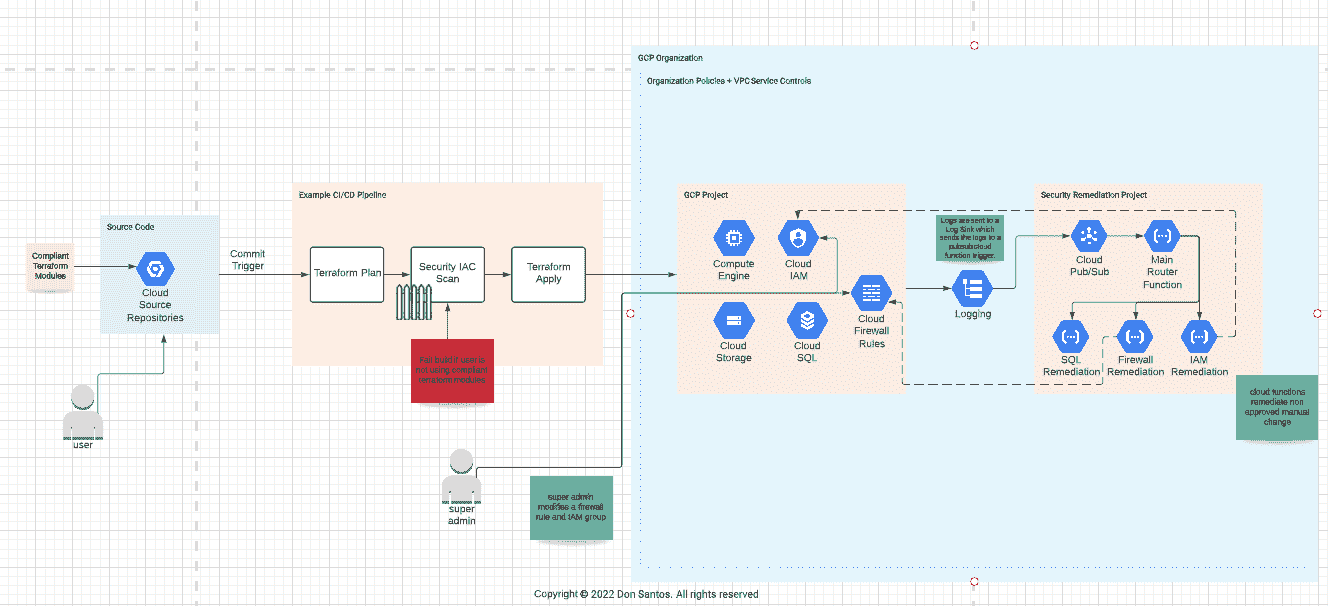 GCP Organization
Organization Policies + VPC Service Controls
Example CI/CD Pipeline
GCP Project
Security Remediation Project
Source Code
Compliant
Terraform
Modules
Cloud
Source
Repositories
Commit
Trigger
Terraform Plan
Security IAC
Scan
Terraform
Apply
Fail build if user is
not using compliant
terraform modules
user
super
admin
super admin
modifies a firewall
rule and IAM group
Compute
Engine
Cloud
IAM
Cloud
Storage
Cloud
SQL
Cloud
Firewall
Rules
Logs are sent to a
Log Sink which
sends the logs to a
pubsub cloud
function trigger.
Logging
Cloud
Pub/Sub
Main
Router
Function
SQL
Remediation
Firewall
Remediation
IAM
Remediation
cloud functions
remediate non
approved manual
change
Copyright © 2022 Don Santos. All rights reserved